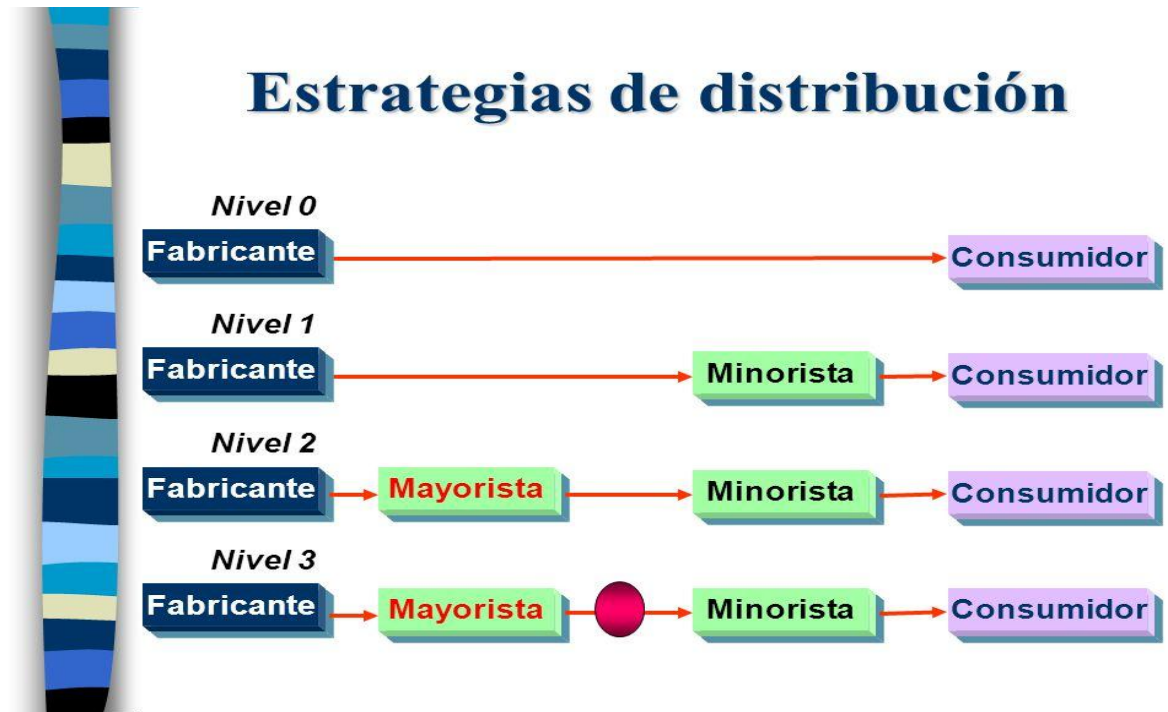 Estrategias de distribución
Nivel 0
Fabricante
Consumidor
Nivel 1
Fabricante
Minorista
Consumidor
Nivel 2
Fabricante
Mayorista
Minorista
Consumidor
Nivel 3
Fabricante
Mayorista
Minorista
Consumidor